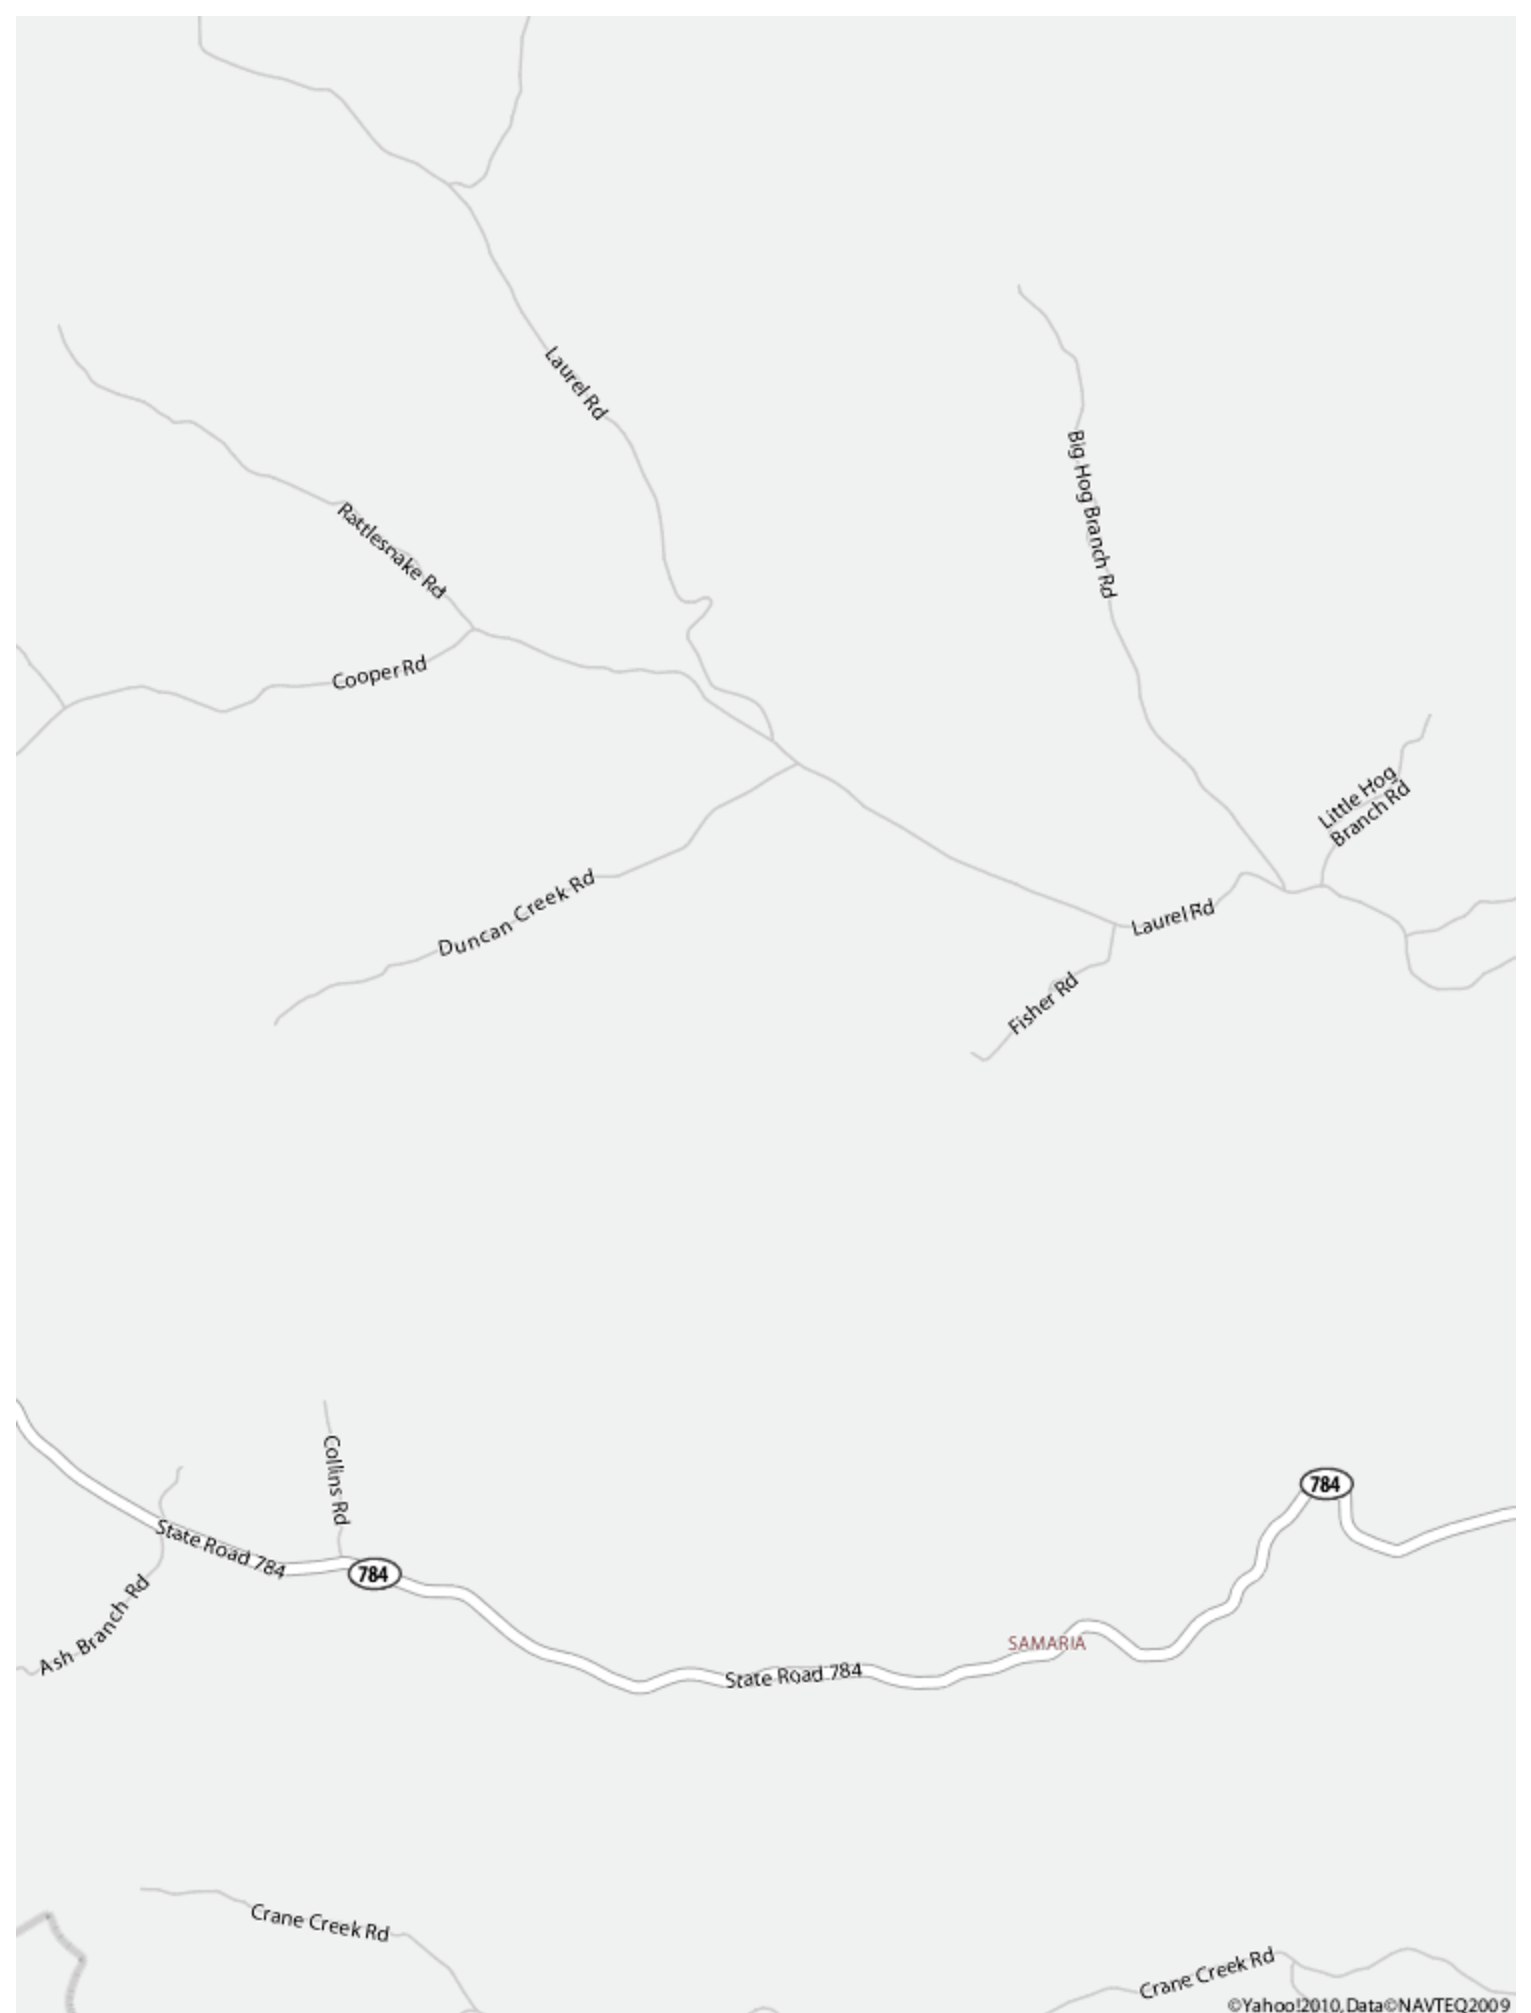 Laurel Rd
Big Hog Branch Rd
Rattlesnake Rd
Cooper Rd
Little Hog
Branch Rd
Duncan Creek Rd
Laurel Rd
Fisher Rd
Collins Rd
784
State Road 784
784
Ash Branch Rd
SAMARIA
State Road 784
Crane Creek Rd
Crane Creek Rd
©Yahoo!2010, Data©NAVTEQ2009